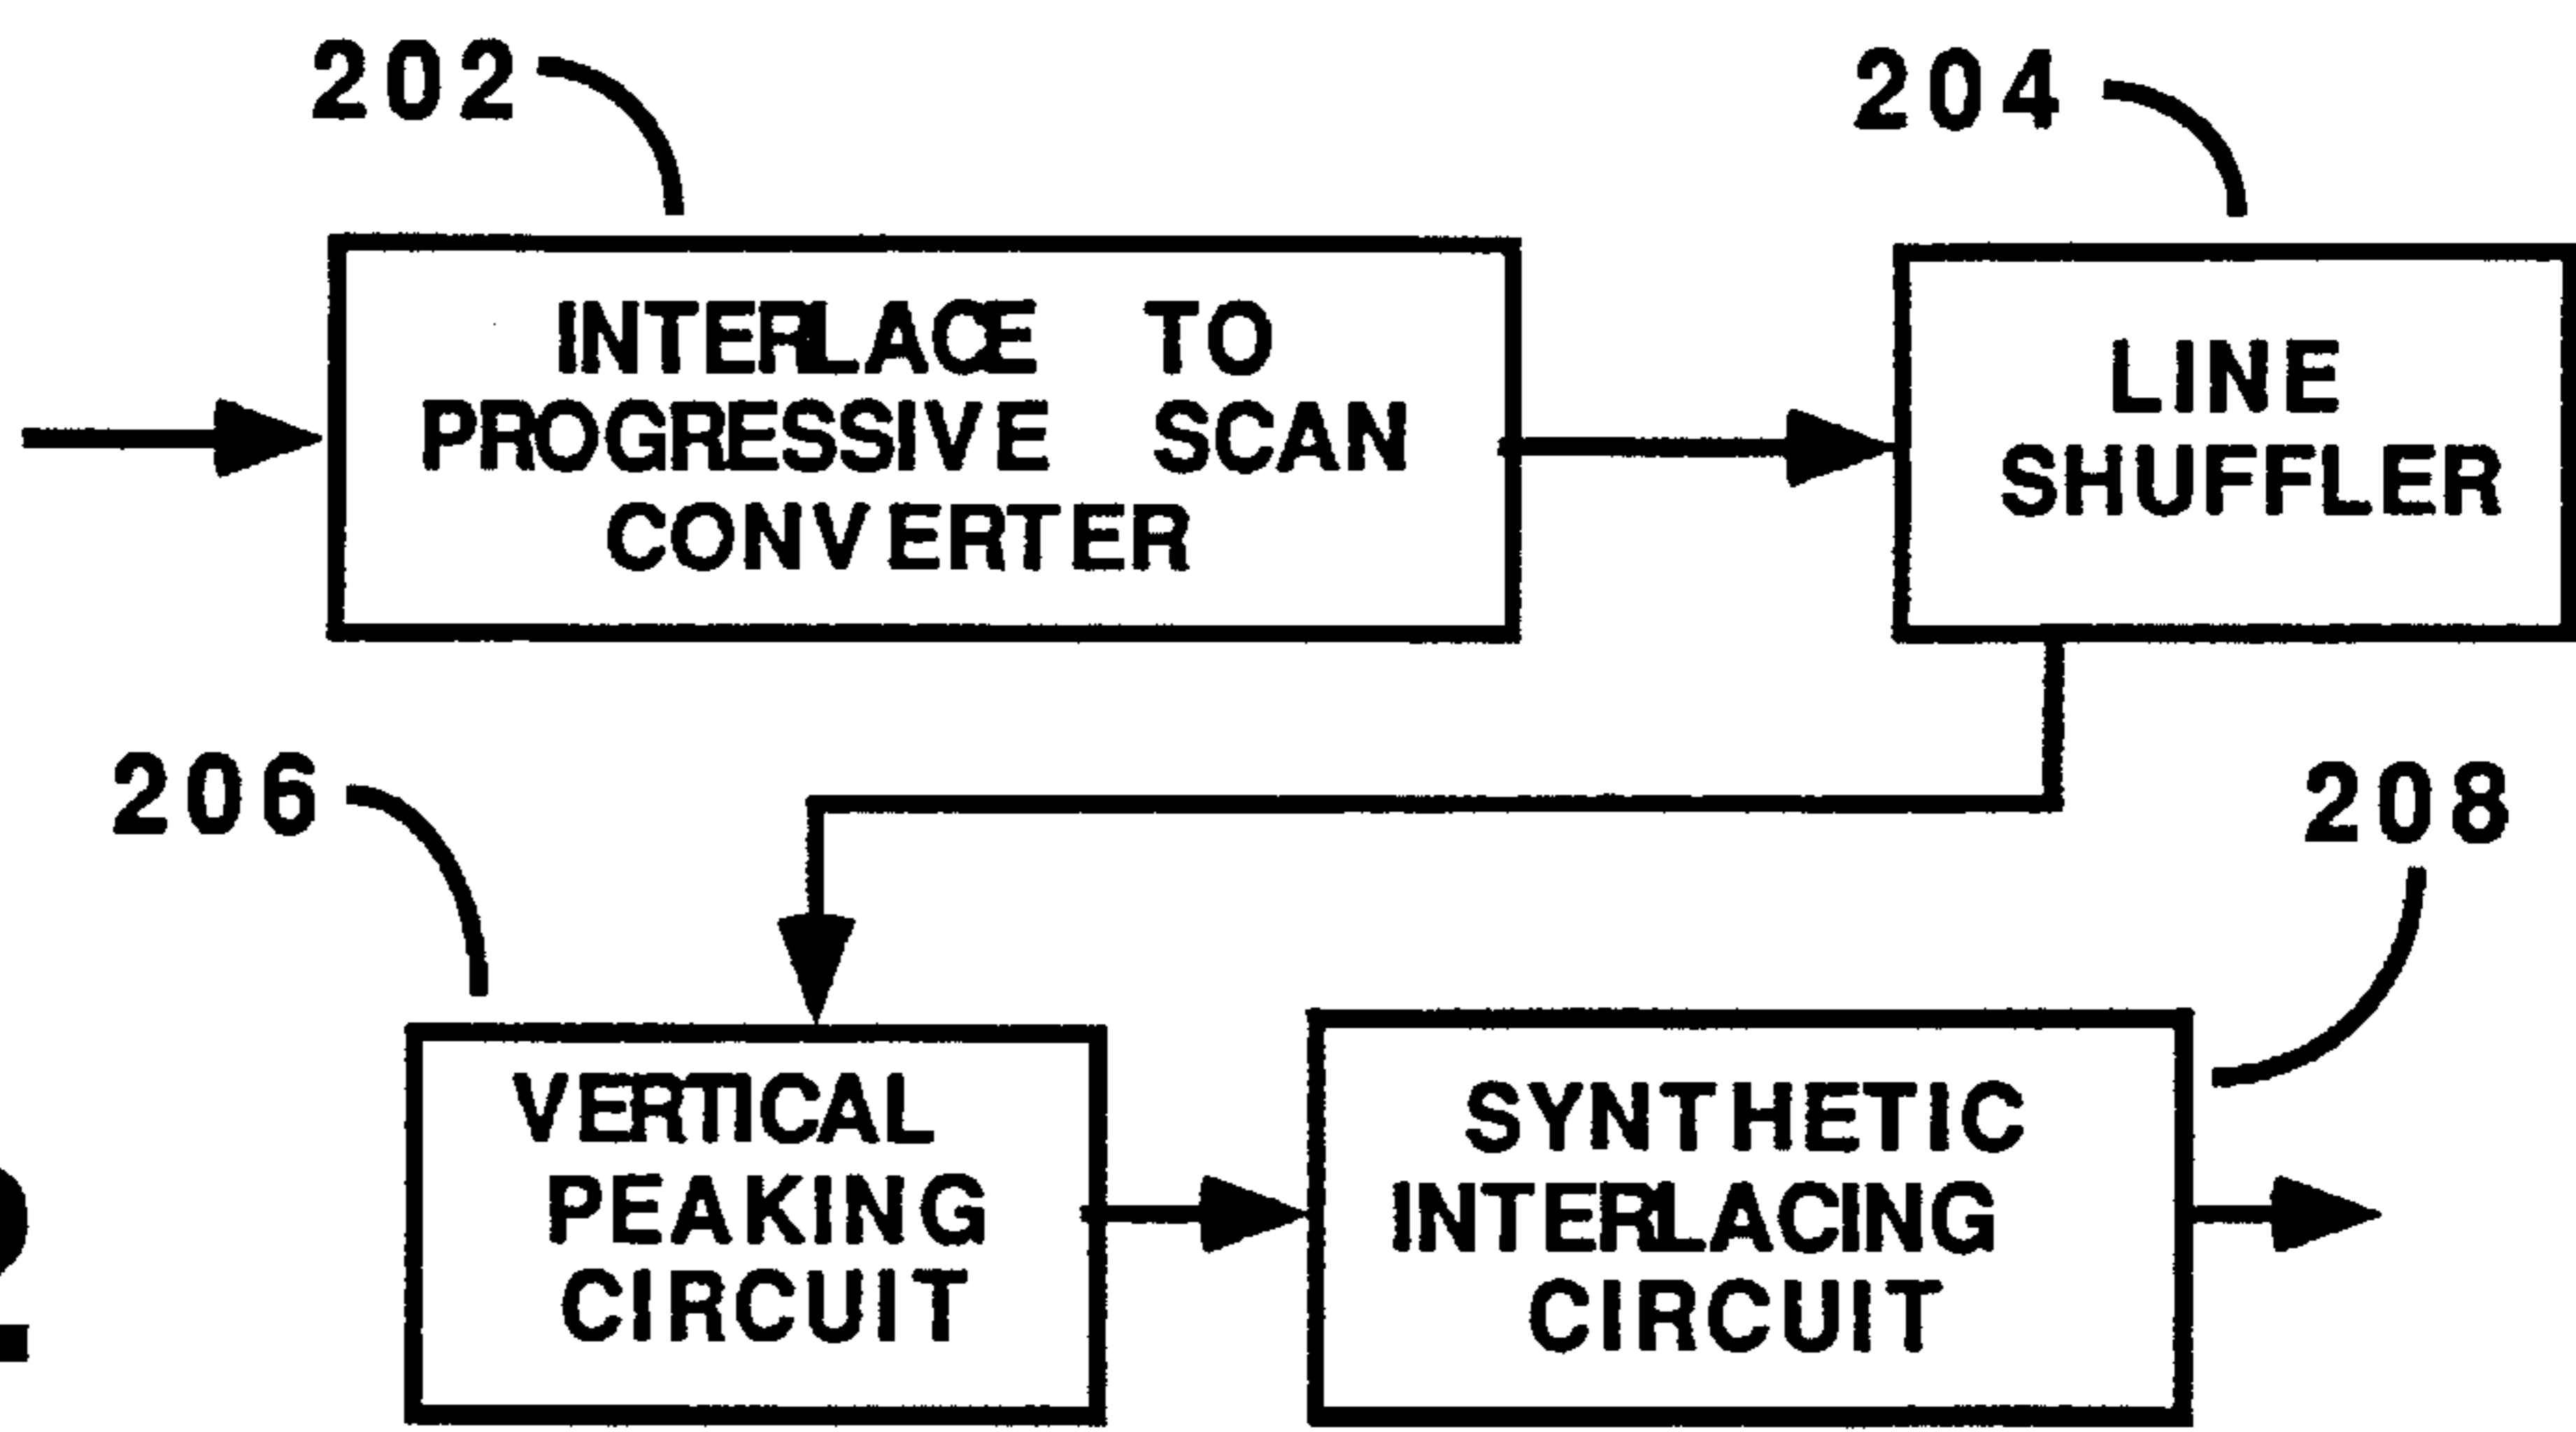 202
204
INTERLACE TO
PROGRESSIVE SCAN
CONVERTER
LINE
SHUFFLER
206
208
VERTICAL
PEAKING
CIRCUIT
SYNTHETIC
INTERLACING
CIRCUIT